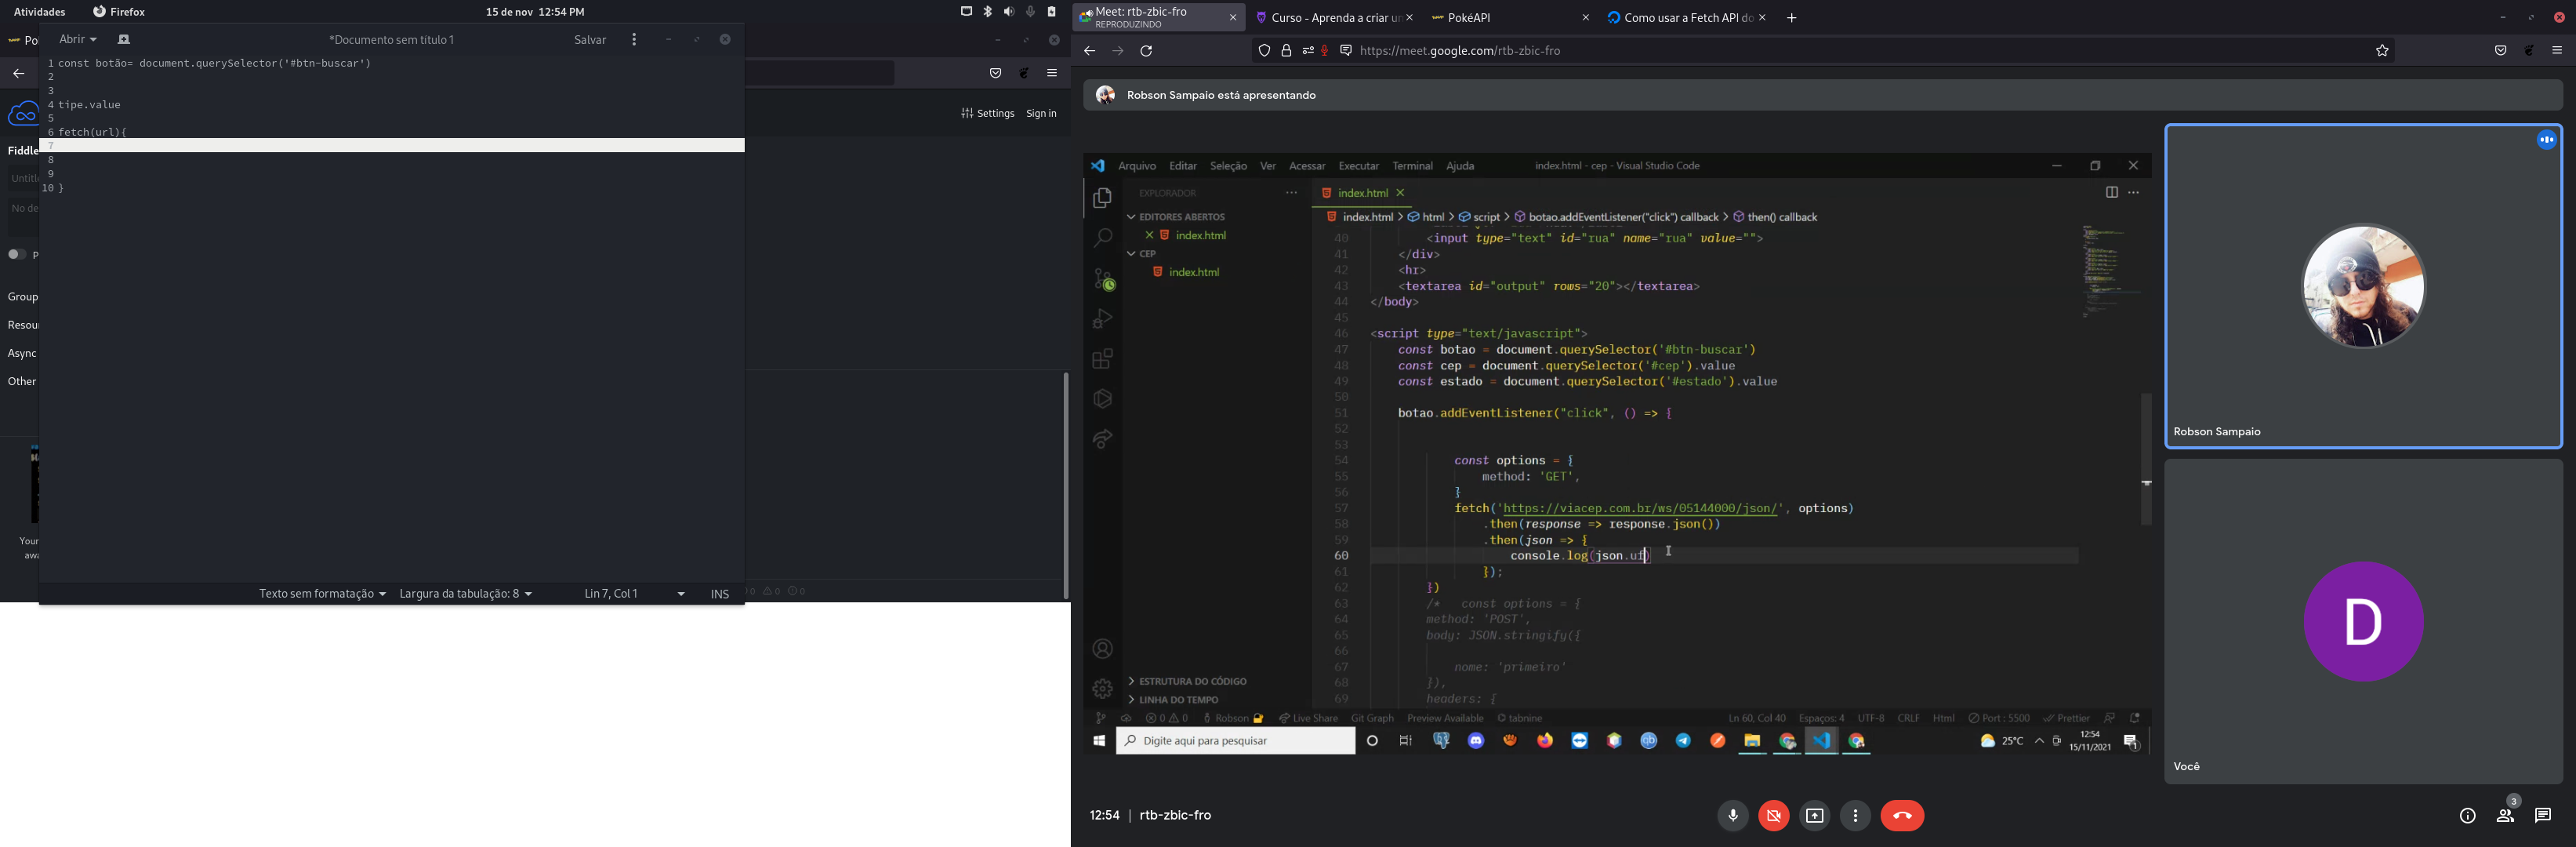 Atividades Firefox 15 de nov 12:54 PM
Abrir *Documento sem título 1 Salvar
1 const botão= document.querySelector('#btn-buscar')
2
3
4 tipe.value
5
6 fetch(url){
7
8
9
10 }
Texto sem formatação Largura da tabulação: 8 Lin 7, Col 1 INS
Settings Sign in
Fiddle
No de
Group
Resou
Async
Other
Your
awa
Meet: rtb-zbic-fro
REPRODUZINDO
Curso - Aprenda a criar un
PokéAPI
Como usar a Fetch API do
https://meet.google.com/rtb-zbic-fro
Robson Sampaio está apresentando
Arquivo Editar Seleção Ver Acessar Executar Terminal Ajuda index.html - cep - Visual Studio Code
EXPLORADOR
EDITORES ABERTOS
index.html
CEP
index.html
ESTRUTURA DO CÓDIGO
LINHA DO TEMPO
index.html
index.html > html > script > botao.addEventListener("click") callback > then() callback
40 <input type="text" id="rua" name="rua" value="">
41 </div>
42 <hr>
43 <textarea id="output" rows="20"></textarea>
44 </body>
45
46 <script type="text/javascript">
47 const botao = document.querySelector('#btn-buscar')
48 const cep = document.querySelector('#cep').value
49 const estado = document.querySelector('#estado').value
50
51 botao.addEventListener("click", () => {
52
53
54 const options = {
55 method: 'GET',
56 }
57 fetch('https://viacep.com.br/ws/05144000/json/', options)
58 .then(response => response.json())
59 .then(json => {
60 console.log(json.uf)
61 });
62 })
63 /* const options = {
64 method: 'POST',
65 body: JSON.stringify([
66
67 nome: 'primeiro'
68 }),
69 headers: {
0 0 Robson Live Share Git Graph Preview Available tabnine Ln 60, Col 40 Espaços: 4 UTF-8 CRLF Html Port : 5500 Prettier
Digite aqui para pesquisar
25°C 12:54
15/11/2021
1
Robson Sampaio
D
Você
12:54 | rtb-zbic-fro
3